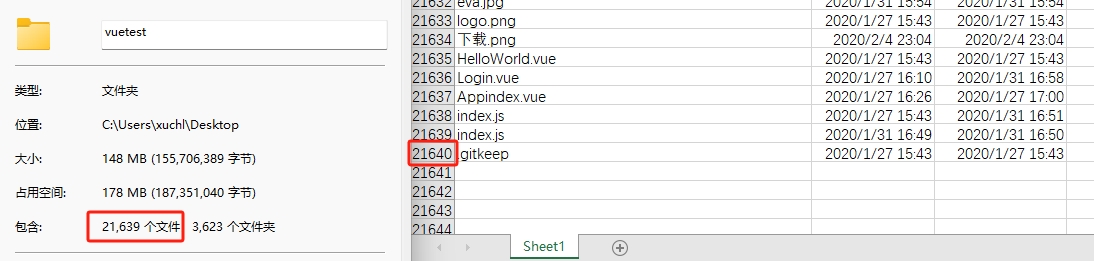 vuetest
类型: 文件夹
位置: C:\Users\xuchl\Desktop
大小: 148 MB (155,706,389 字节)
占用空间: 178 MB (187,351,040 字节)
包含: 21,639 个文件 3,623 个文件夹
21632 eva.jpg 2020/1/31 15:54 2020/1/31 15:54
21633 logo.png 2020/1/27 15:43 2020/1/27 15:43
21634 下载.png 2020/2/4 23:04 2020/2/4 23:04
21635 HelloWorld.vue 2020/1/27 15:43 2020/1/27 15:43
21636 Login.vue 2020/1/27 16:10 2020/1/31 16:58
21637 Appindex.vue 2020/1/27 16:26 2020/1/27 17:00
21638 index.js 2020/1/27 15:43 2020/1/31 16:51
21639 index.js 2020/1/31 16:49 2020/1/31 16:50
21640 .gitkeep 2020/1/27 15:43 2020/1/27 15:43
21641
21642
21643
21644
Sheet1